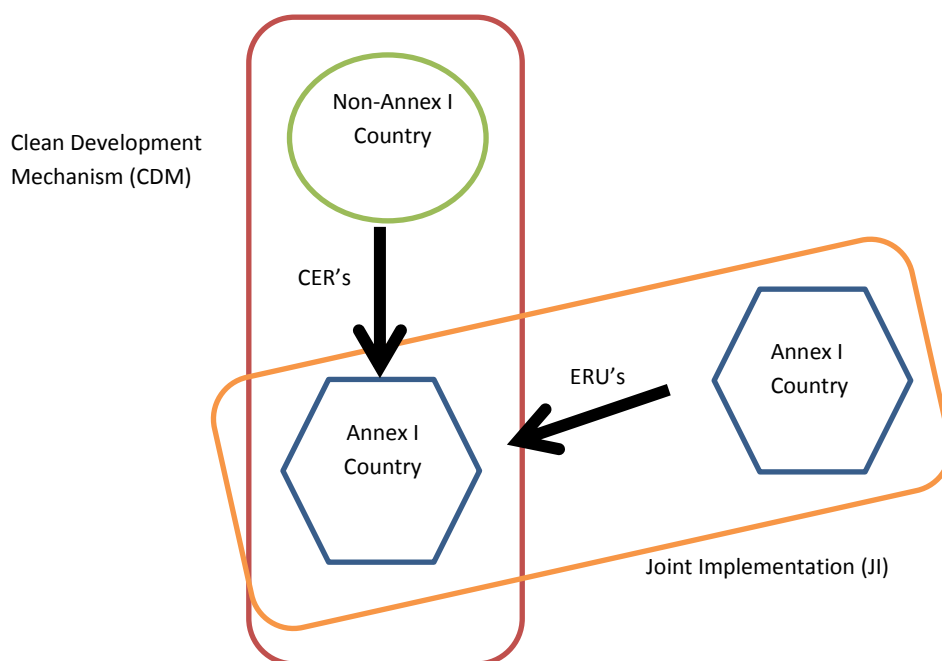 Non-Annex I
Country
Clean Development
Mechanism (CDM)
CER’s
Annex I
Country
ERU’s
Annex I
Country
Joint Implementation (JI)